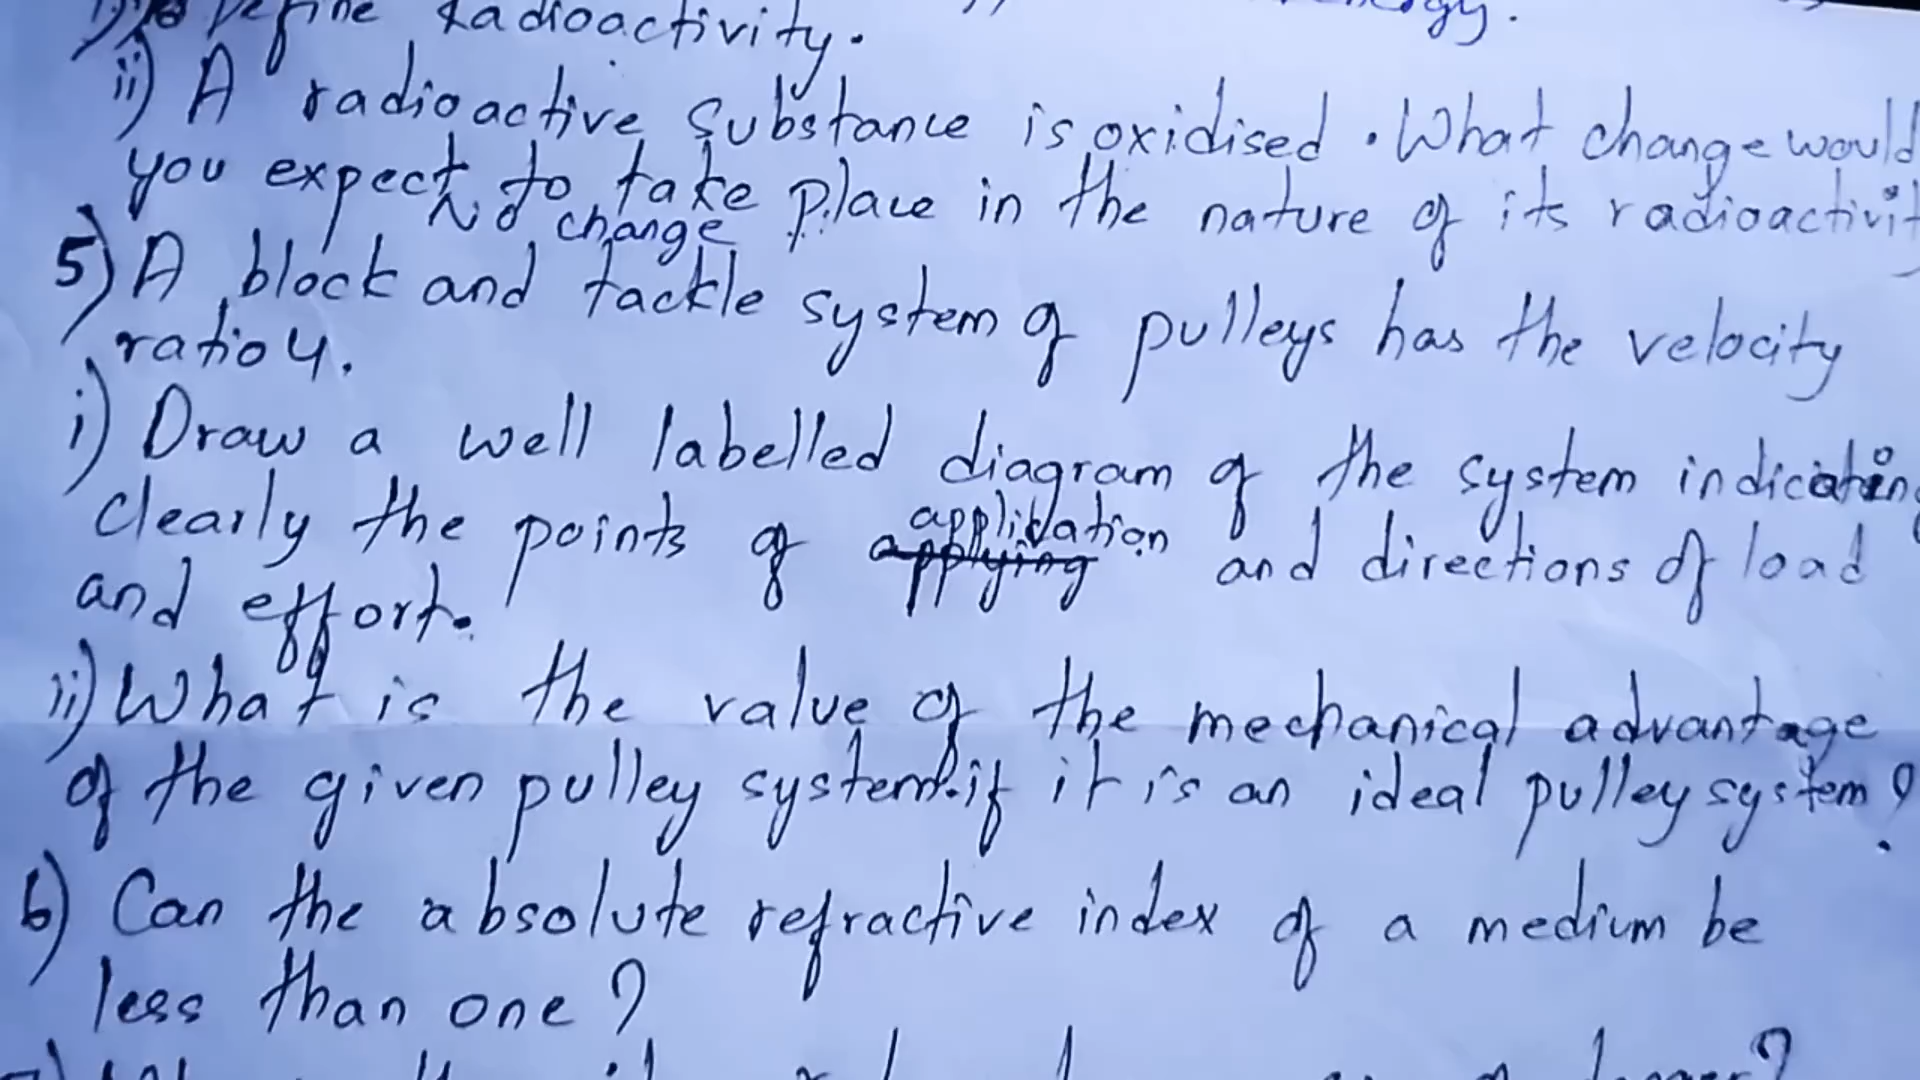 Define Radioactivity.
ii) A radioactive substance is oxidised. What change would
you expect to take place in the nature of its radioactivit
No change
5) A block and tackle system of pulleys has the velocity
ratio 4.
i) Draw a well labelled diagram of the system indicating
clearly the points of application and directions of load
and effort.
ii) What is the value of the mechanical advantage
of the given pulley system. if it is an ideal pulley system?
6) Can the absolute refractive index of a medium be
less than one?